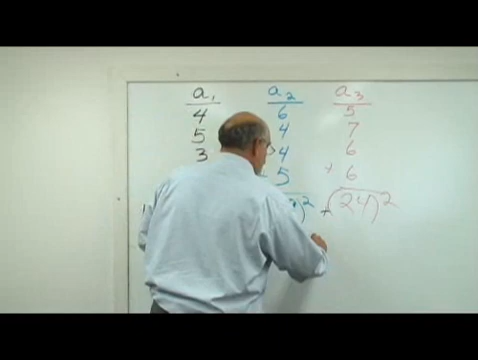 a₁ a₂ a₃
4 6 5
5 4 7
3 4 6
5 + 6
)² + (24)²